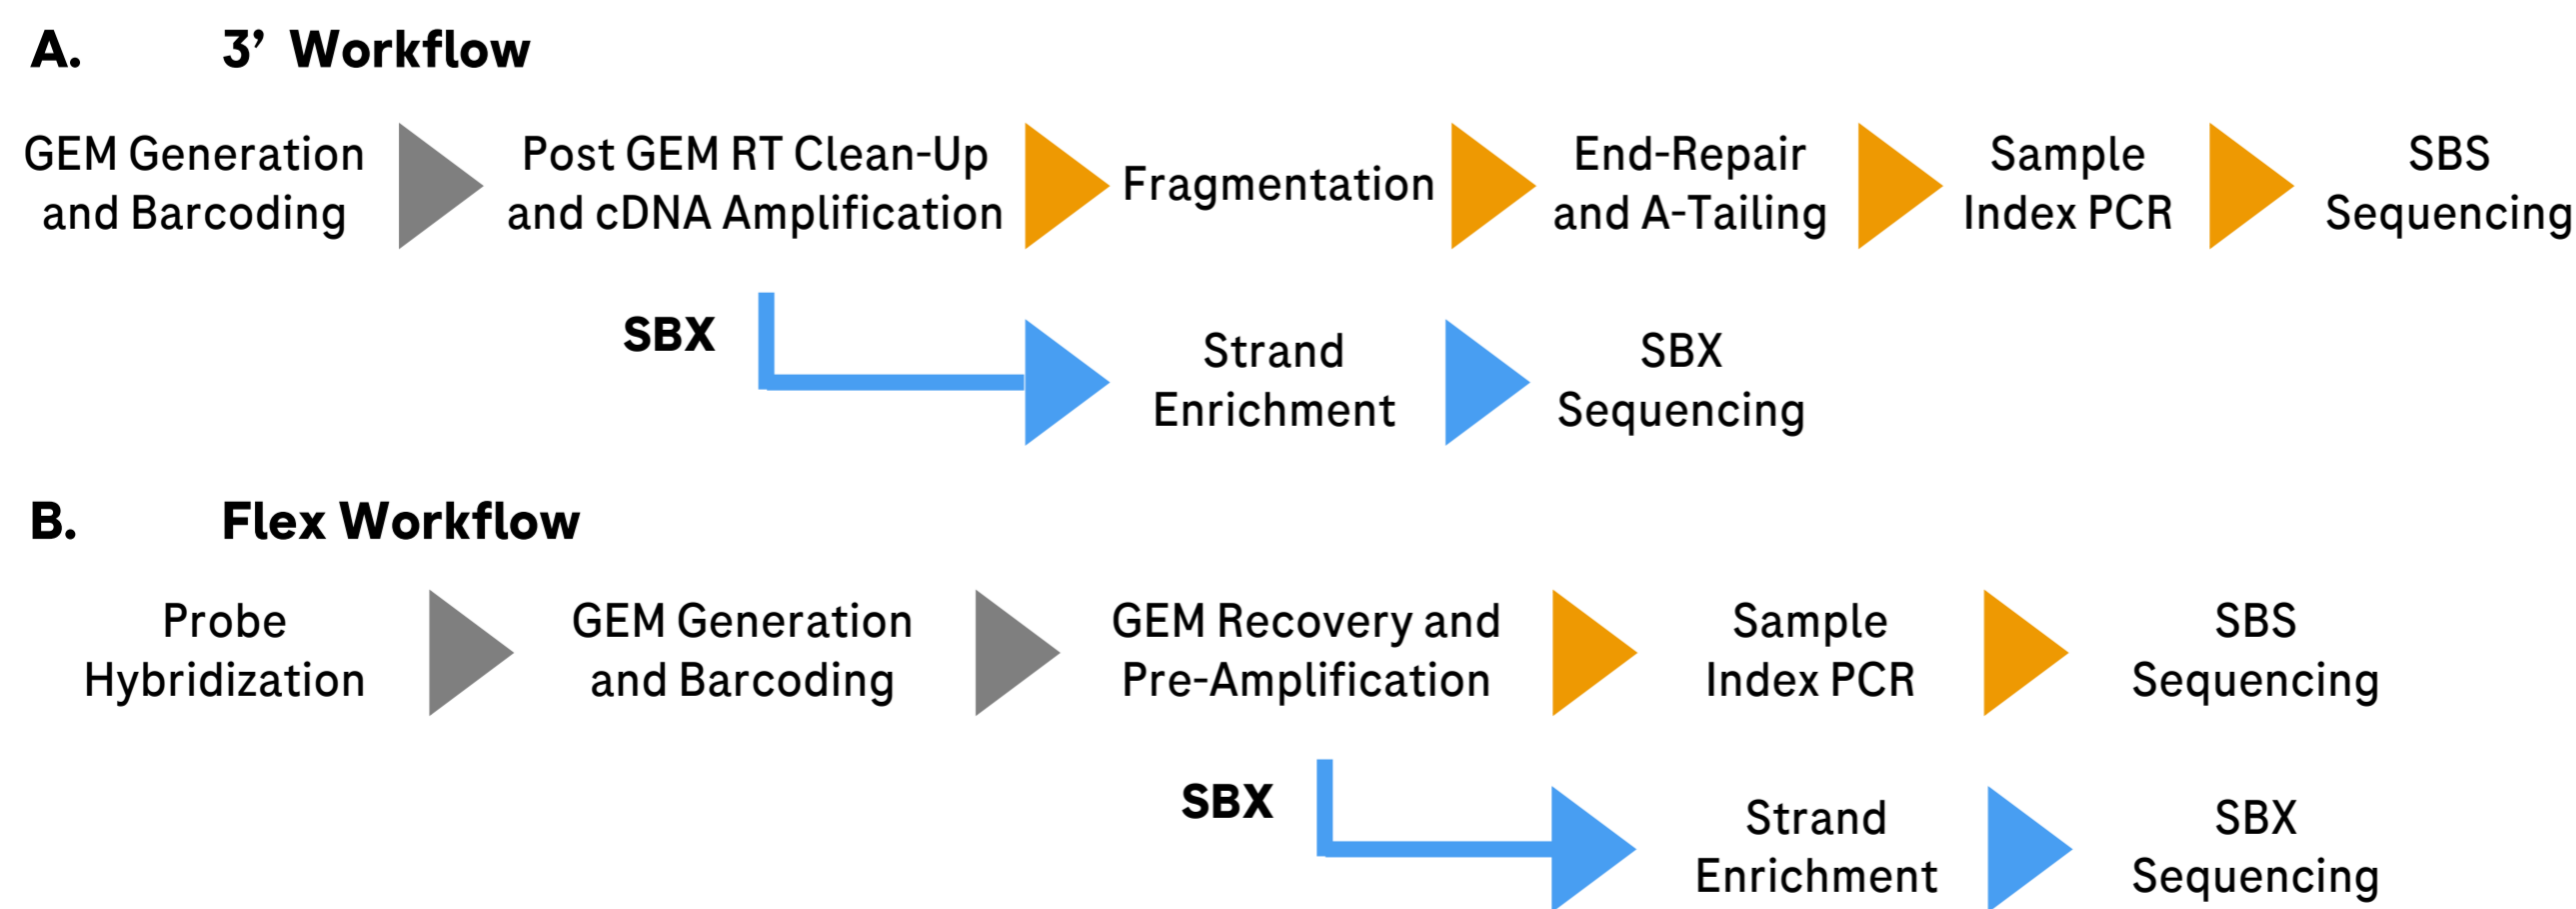 A. 3’ Workflow
GEM Generation
and Barcoding
Post GEM RT Clean-Up
and cDNA Amplification
Fragmentation
End-Repair
and A-Tailing
Sample
Index PCR
SBS
Sequencing
SBX
Strand
Enrichment
SBX
Sequencing
B. Flex Workflow
Probe
Hybridization
GEM Generation
and Barcoding
GEM Recovery and
Pre-Amplification
Sample
Index PCR
SBS
Sequencing
SBX
Strand
Enrichment
SBX
Sequencing